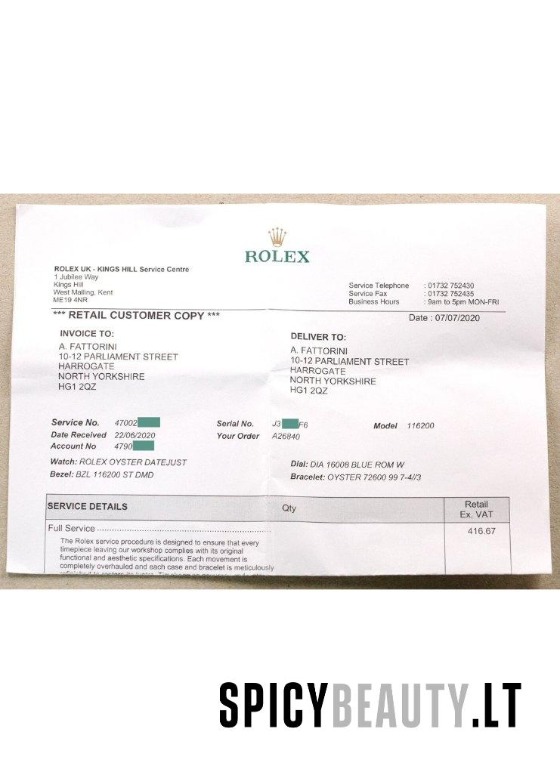 ROLEX
ROLEX UK - KINGS HILL Service Centre
1 Jubilee Way
Kings Hill
West Malling, Kent
ME19 4NR
Service Telephone : 01732 752430
Service Fax : 01732 752435
Business Hours : 9am to 5pm MON-FRI
*** RETAIL CUSTOMER COPY ***
Date : 07/07/2020
INVOICE TO:
A. FATTORINI
10-12 PARLIAMENT STREET
HARROGATE
NORTH YORKSHIRE
HG1 2QZ
DELIVER TO:
A. FATTORINI
10-12 PARLIAMENT STREET
HARROGATE
NORTH YORKSHIRE
HG1 2QZ
Service No. 47002 Serial No. J3 F6 Model 116200
Date Received 22/06/2020 Your Order A26840
Account No 4790
Watch: ROLEX OYSTER DATEJUST Dial: DIA 16008 BLUE ROM W
Bezel: BZL 116200 ST DMD Bracelet: OYSTER 72600 99 7-4//3
SERVICE DETAILS Qty Retail
Ex. VAT
Full Service 416.67
The Rolex service procedure is designed to ensure that every
timepiece leaving our workshop complies with its original
functional and aesthetic specifications. Each movement is
completely overhauled and each case and bracelet is meticulously
SPICYBEAUTY.LT